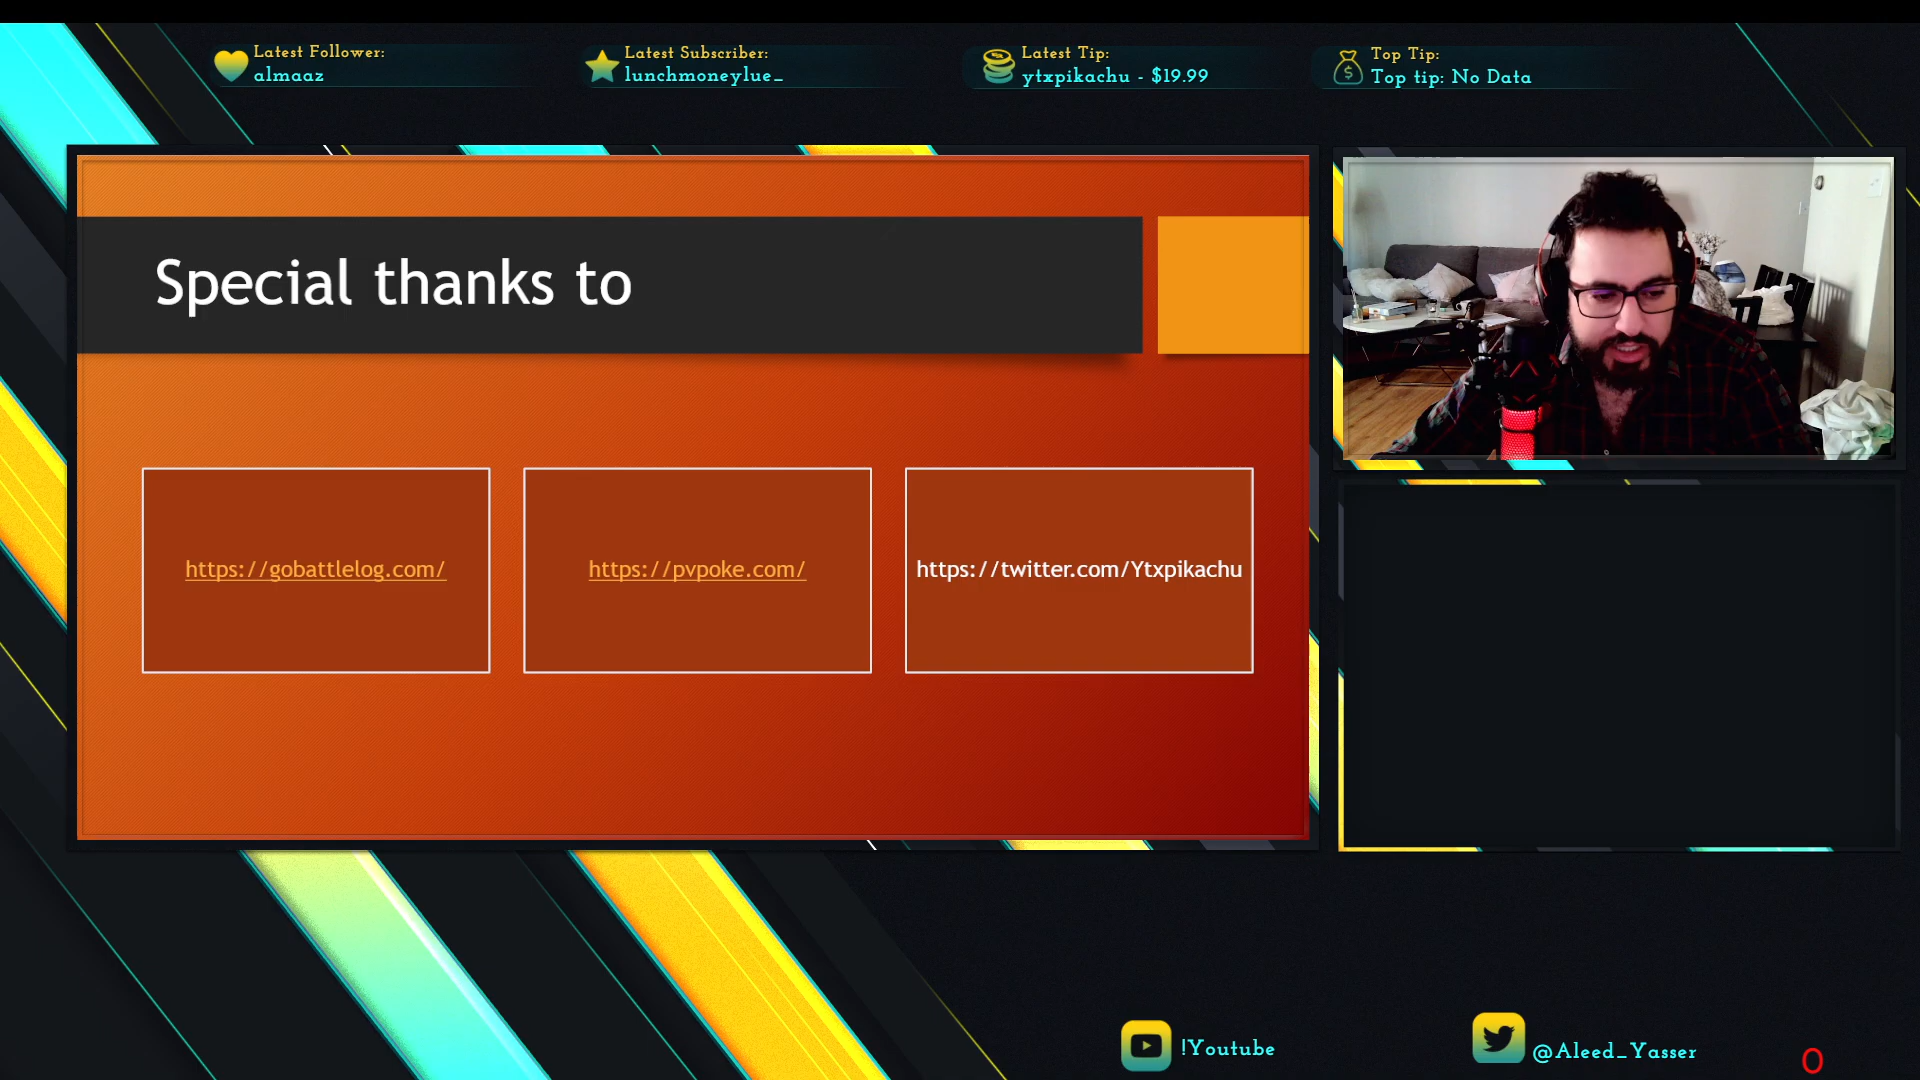 Latest Follower:
almaaz
Latest Subscriber:
lunchmoneylue_
Latest Tip:
ytxpikachu - $19.99
Top Tip:
Top tip: No Data
Special thanks to
https://gobattlelog.com/
https://pvpoke.com/
https://twitter.com/Ytxpikachu
!Youtube
@Aleed_Yasser
0